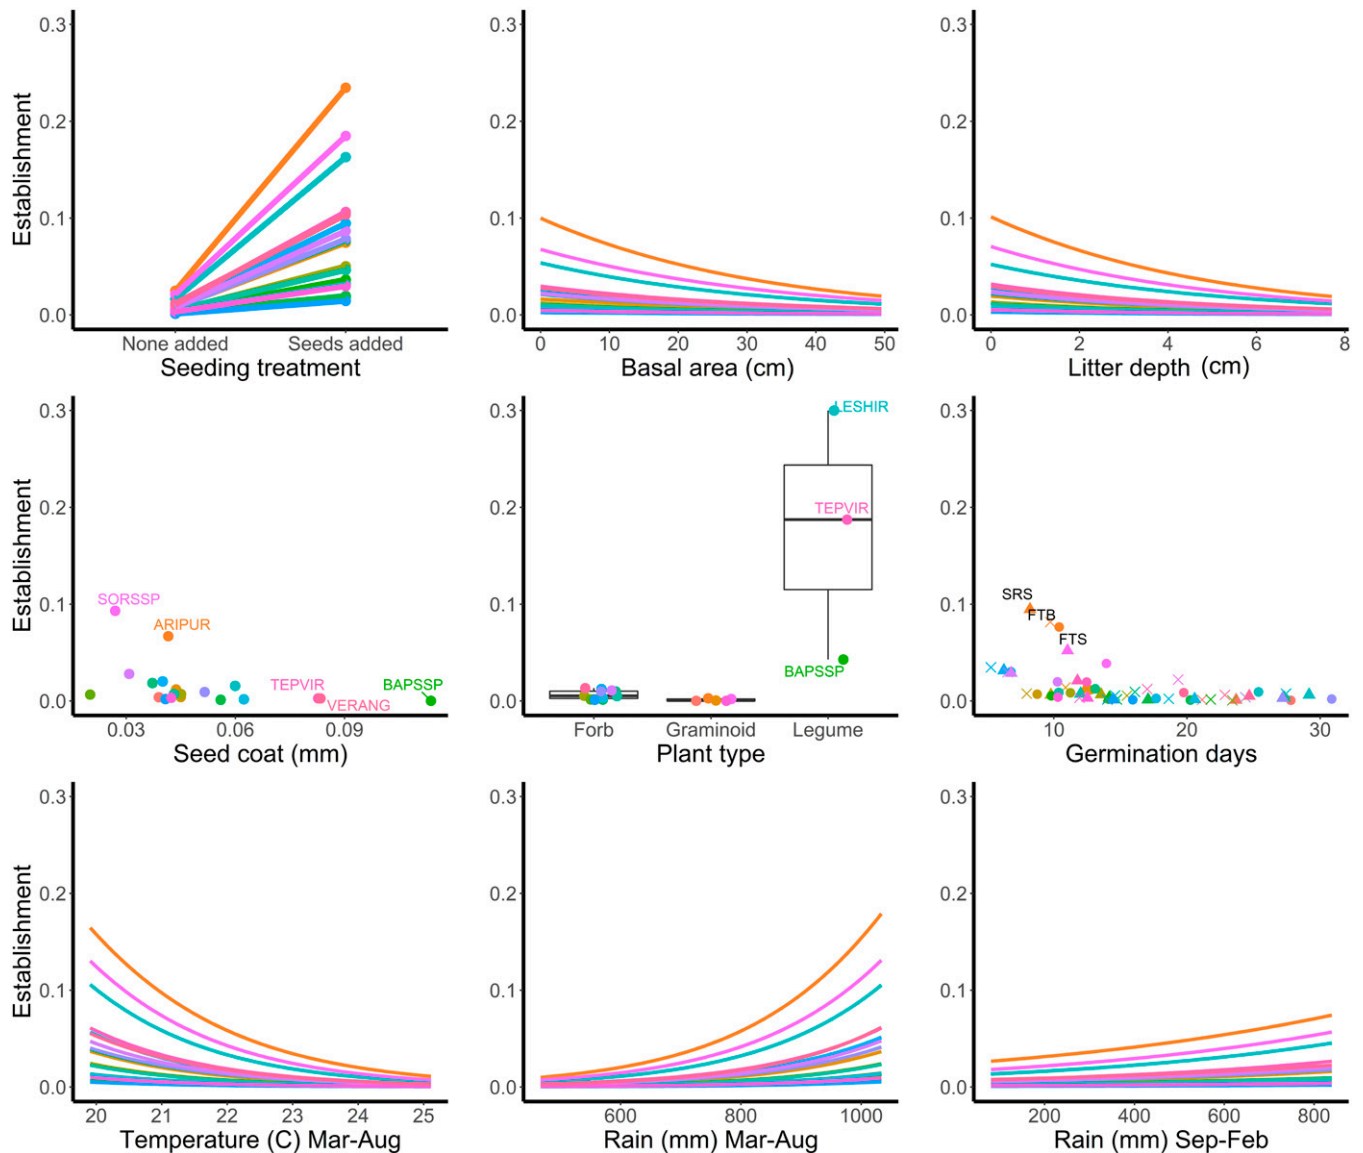 0.3
0.2
0.1
0.0
Establishment
None added Seeds added
Seeding treatment
0.3
0.2
0.1
0.0
0 10 20 30 40 50
Basal area (cm)
0.3
0.2
0.1
0.0
0 2 4 6 8
Litter depth (cm)
0.3
0.2
0.1
0.0
Establishment
SORSSP
ARIPUR
TEPVIR
BAPSSP
VERANG
0.03 0.06 0.09
Seed coat (mm)
0.3
0.2
0.1
0.0
LESHIR
TEPVIR
BAPSSP
Forb Graminoid Legume
Plant type
0.3
0.2
0.1
0.0
SRS
FTB
FTS
10 20 30
Germination days
0.3
0.2
0.1
0.0
Establishment
20 21 22 23 24 25
Temperature (C) Mar-Aug
0.3
0.2
0.1
0.0
600 800 1000
Rain (mm) Mar-Aug
0.3
0.2
0.1
0.0
200 400 600 800
Rain (mm) Sep-Feb